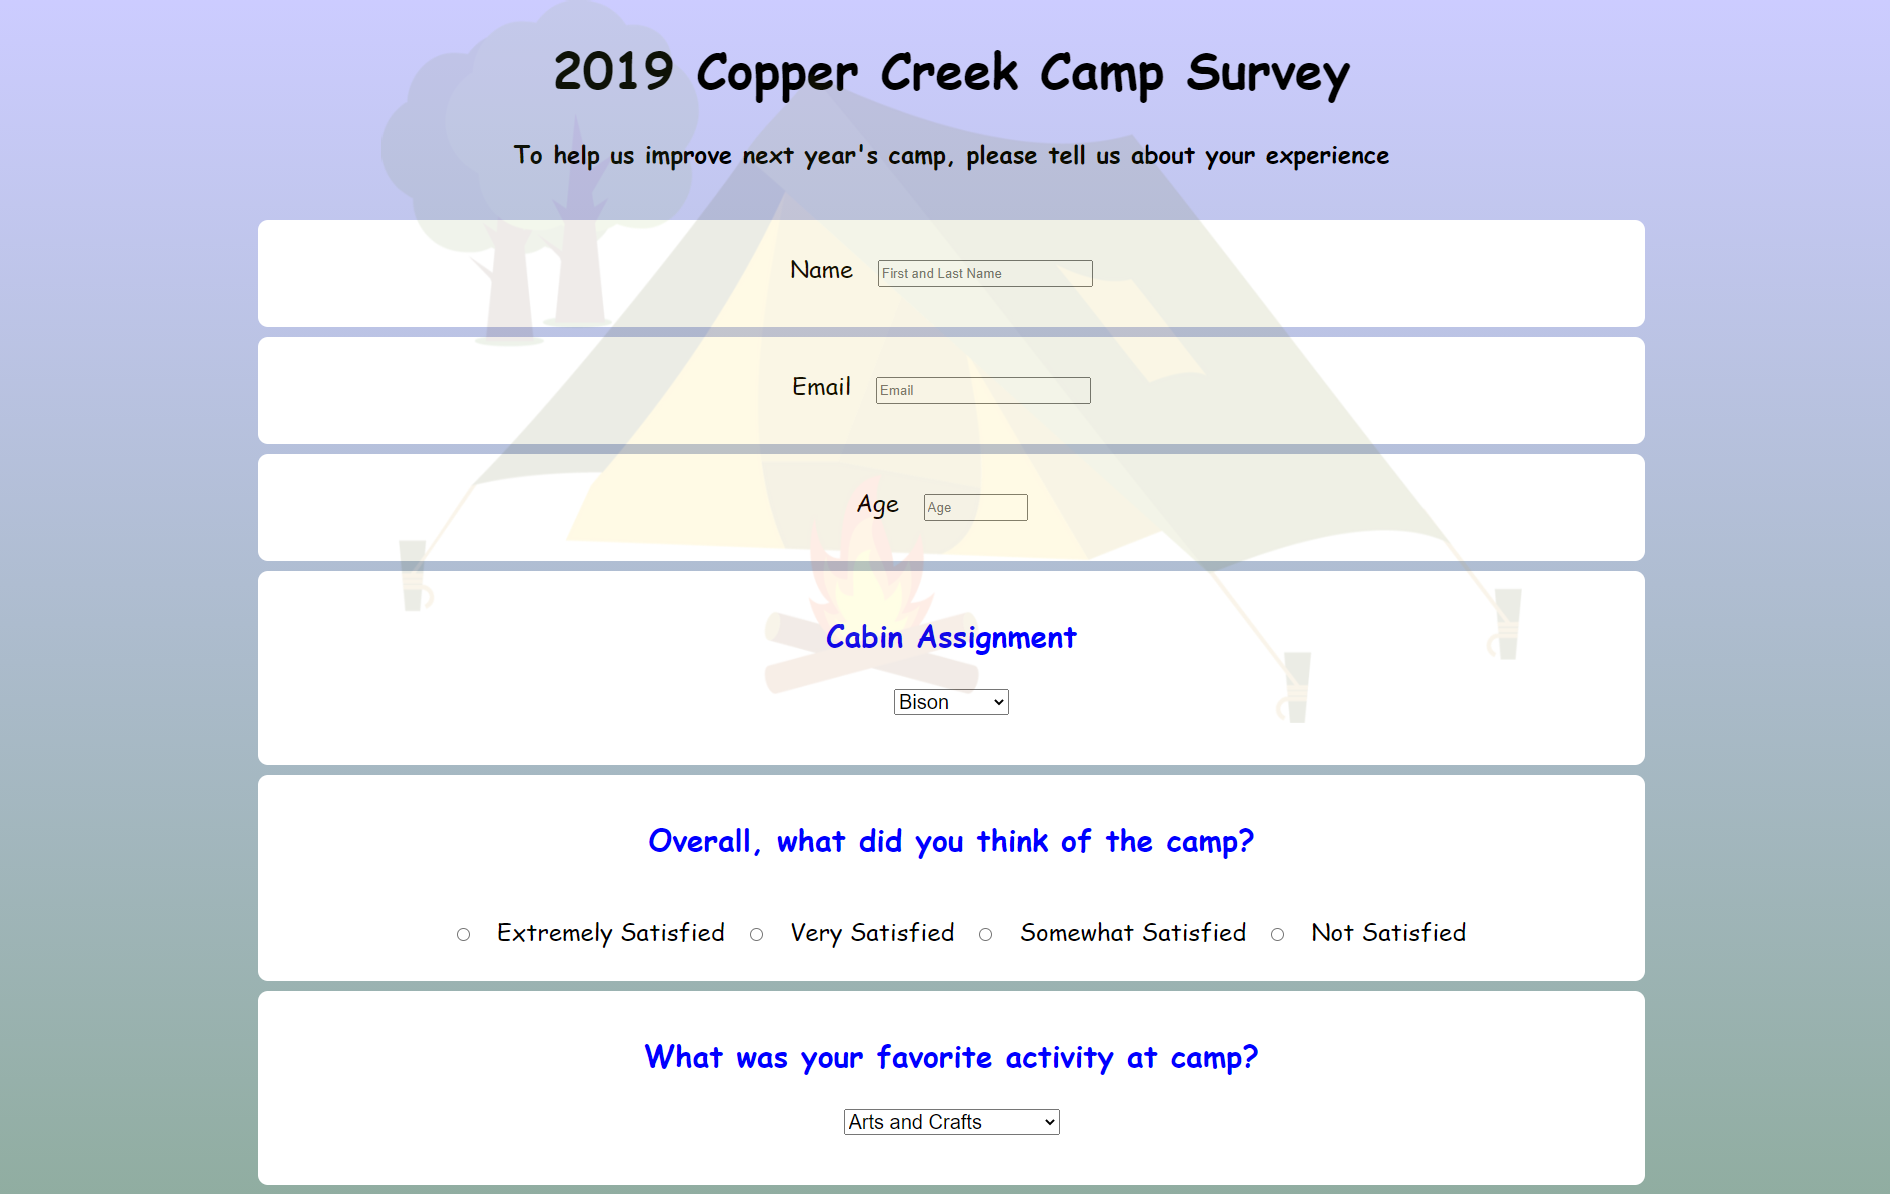 2019 Copper Creek Camp Survey
To help us improve next year's camp, please tell us about your experience
Name First and Last Name
Email Email
Age Age
Cabin Assignment
Bison
Overall, what did you think of the camp?
Extremely Satisfied Very Satisfied Somewhat Satisfied Not Satisfied
What was your favorite activity at camp?
Arts and Crafts